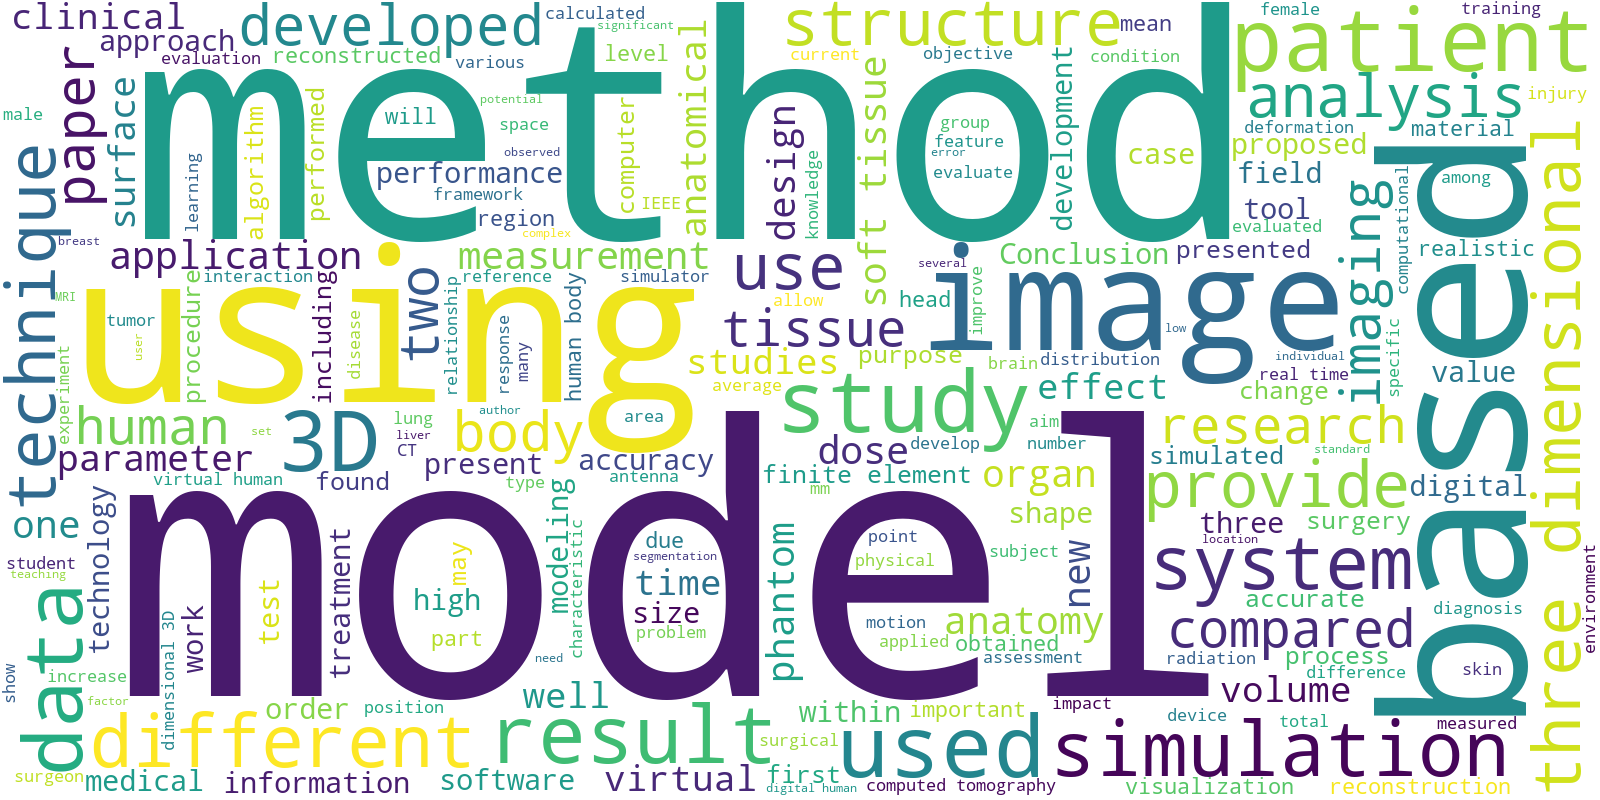 clinical
developed
calculated
significant
structure
mean
female
training
patient
approach
evaluation
reconstructed
various
level
anatomical
current
objective
condition
method
paper
surface
male
algorithm
performed
will
potential
space
observed
computer
design
soft tissue
group
feature
error
evaluate
development
case
analysis
injury
deformation
material
proposed
field
tool
evaluated
among
realistic
computational
based
three dimensional
technique
learning
performance
framework
region
IEEE
complex
knowledge
breast
application
interaction
measurement
reference
simulator
use
several
Conclusion
presented
imaging
MRI
tumor
user
using
procedure
including
disease
two
relationship
response
many
human body
allow
head
improve
image
low
tissue
studies
purpose
brain
distribution
individual
real time
specific
experiment
average
study
effect
change
value
human
set
3D
lung
liver
CT
author
body
area
aim
research
parameter
virtual human
found
present
accuracy
type
antenna
dose
develop
number
finite element
mm
organ
simulated
standard
provide
digital
one
technology
modeling
characteristic
model
due
segmentation
time
size
problem
phantom
point
physical
subject
shape
new
three
location
surgery
system
student
teaching
data
work
test
treatment
high
may
part
need
motion
applied
anatomy
obtained
assessment
accurate
compared
radiation
process
difference
diagnosis
skin
environment
show
increase
factor
dimensional 3D
order
position
well
within
important
impact
volume
device
total
measured
different
result
surgical
used
simulation
surgeon
medical
information
software
virtual
first
digital human
computed tomography
visualization
reconstruction